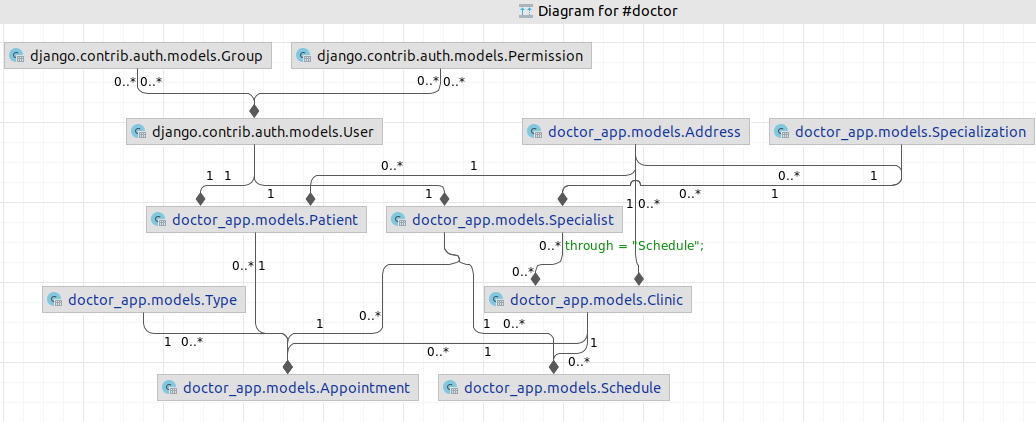 Diagram for #doctor
django.contrib.auth.models.Group
django.contrib.auth.models.Permission
0..* 0..*
0..* 0..*
django.contrib.auth.models.User
doctor_app.models.Address
doctor_app.models.Specialization
0..*
1
1 1
0..*
1
1
1
0..*
1
1 0..*
doctor_app.models.Patient
doctor_app.models.Specialist
0..*
through = "Schedule";
0..* 1
0..*
doctor_app.models.Type
doctor_app.models.Clinic
0..*
1
1 0..*
1 0..*
1
0..*
1
0..*
doctor_app.models.Appointment
doctor_app.models.Schedule